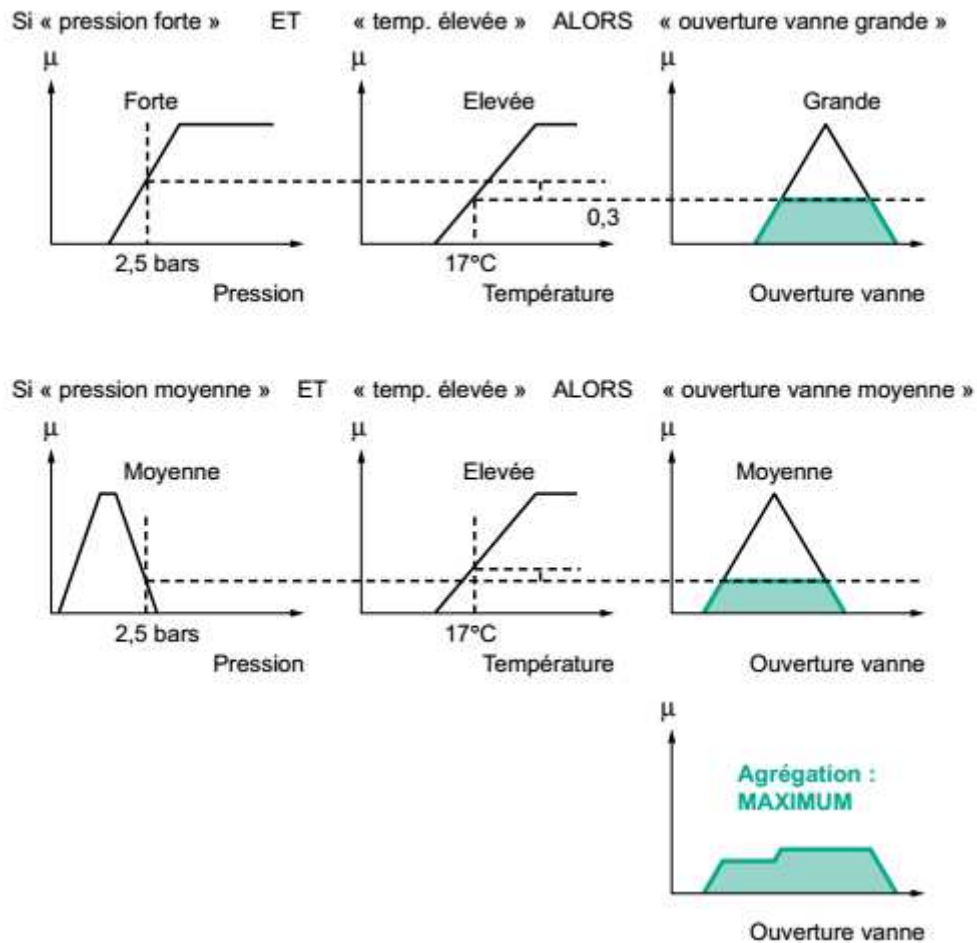 Si « pression forte » ET « temp. élevée » ALORS « ouverture vanne grande »
μ μ μ
Forte Elevée Grande
0,3
2,5 bars 17°C
Pression Température Ouverture vanne
Si « pression moyenne » ET « temp. élevée » ALORS « ouverture vanne moyenne »
μ μ μ
Moyenne Elevée Moyenne
2,5 bars 17°C
Pression Température Ouverture vanne
μ
Agrégation :
MAXIMUM
Ouverture vanne